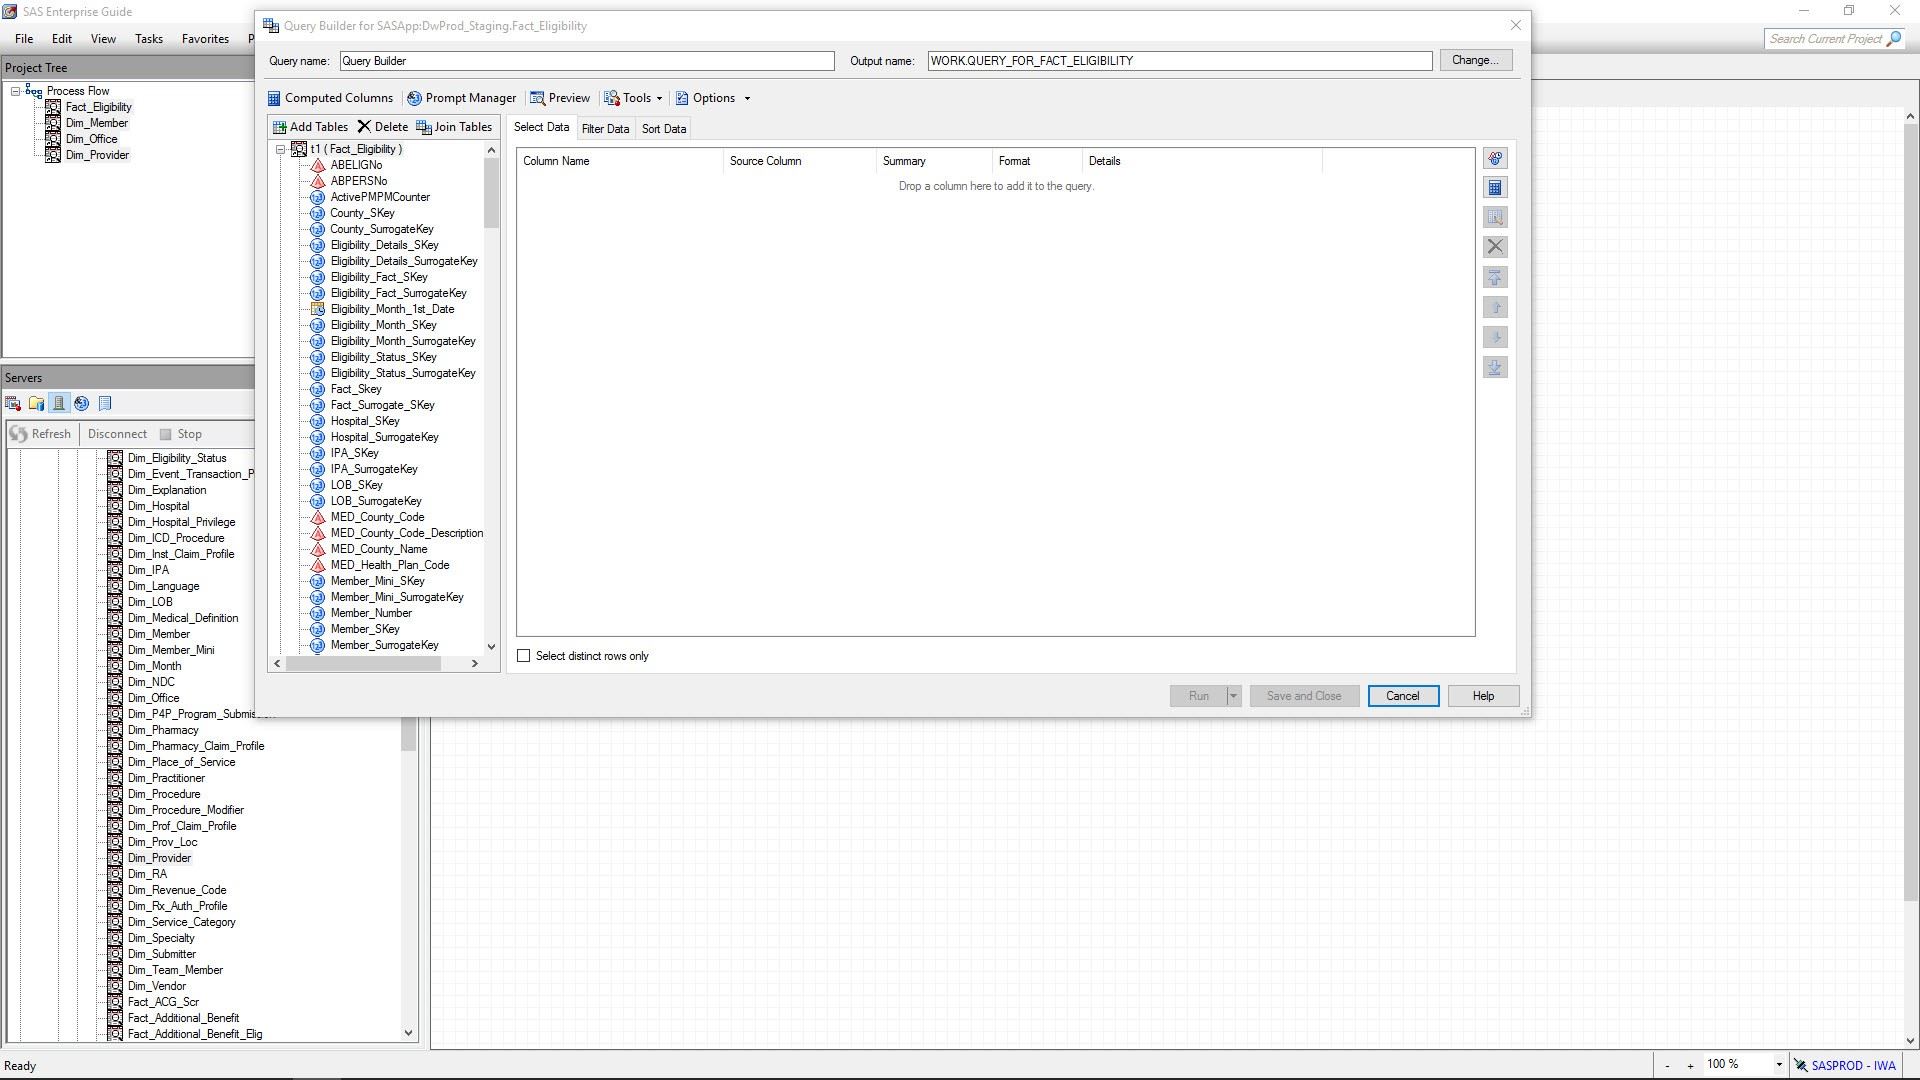 SAS Enterprise Guide
File Edit View Tasks Favorites
Search Current Project
Project Tree
Process Flow
Fact_Eligibility
Dim_Member
Dim_Office
Dim_Provider
Servers
Refresh Disconnect Stop
Dim_Eligibility_Status
Dim_Event_Transaction_P
Dim_Explanation
Dim_Hospital
Dim_Hospital_Privilege
Dim_ICD_Procedure
Dim_Inst_Claim_Profile
Dim_IPA
Dim_Language
Dim_LOB
Dim_Medical_Definition
Dim_Member
Dim_Member_Mini
Dim_Month
Dim_NDC
Dim_Office
Dim_P4P_Program_Submis
Dim_Pharmacy
Dim_Pharmacy_Claim_Profile
Dim_Place_of_Service
Dim_Practitioner
Dim_Procedure
Dim_Procedure_Modifier
Dim_Prof_Claim_Profile
Dim_Prov_Loc
Dim_Provider
Dim_RA
Dim_Revenue_Code
Dim_Rx_Auth_Profile
Dim_Service_Category
Dim_Specialty
Dim_Submitter
Dim_Team_Member
Dim_Vendor
Fact_ACG_Scr
Fact_Additional_Benefit
Fact_Additional_Benefit_Elig
Query Builder for SASApp:DwProd_Staging.Fact_Eligibility
Query name: Query Builder Output name: WORK.QUERY_FOR_FACT_ELIGIBILITY Change...
Computed Columns Prompt Manager Preview Tools Options
Add Tables Delete Join Tables
t1 ( Fact_Eligibility )
ABELIGNo
ABPERSNo
ActivePMPMCounter
County_SKey
County_SurrogateKey
Eligibility_Details_SKey
Eligibility_Details_SurrogateKey
Eligibility_Fact_SKey
Eligibility_Fact_SurrogateKey
Eligibility_Month_1st_Date
Eligibility_Month_SKey
Eligibility_Month_SurrogateKey
Eligibility_Status_SKey
Eligibility_Status_SurrogateKey
Fact_Skey
Fact_Surrogate_SKey
Hospital_SKey
Hospital_SurrogateKey
IPA_SKey
IPA_SurrogateKey
LOB_SKey
LOB_SurrogateKey
MED_County_Code
MED_County_Code_Description
MED_County_Name
MED_Health_Plan_Code
Member_Mini_SKey
Member_Mini_SurrogateKey
Member_Number
Member_SKey
Member_SurrogateKey
Select Data Filter Data Sort Data
Column Name Source Column Summary Format Details
Drop a column here to add it to the query.
Select distinct rows only
Run Save and Close Cancel Help
Ready
- + 100 % SASPROD - IWA